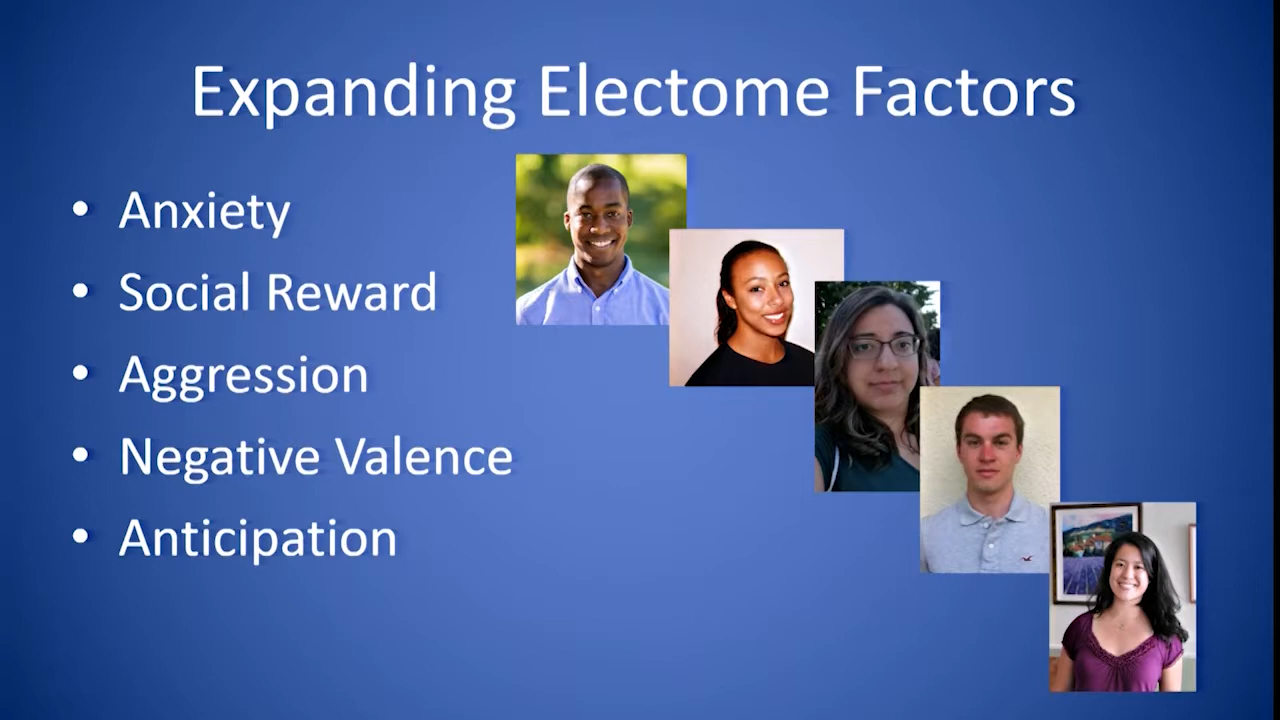 Expanding Electome Factors
• Anxiety
• Social Reward
• Aggression
• Negative Valence
• Anticipation